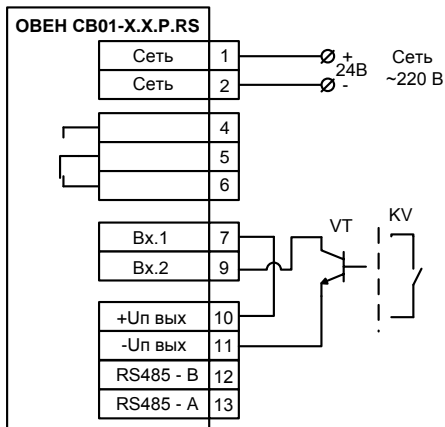 ОВЕН СВ01-Х.Х.Р.RS
Сеть 1
+
24В
Сеть
~220 В
Сеть 2
-
4
5
6
Вх.1 7
VT
KV
Вх.2 9
+Uп вых 10
-Uп вых 11
RS485 - B 12
RS485 - A 13